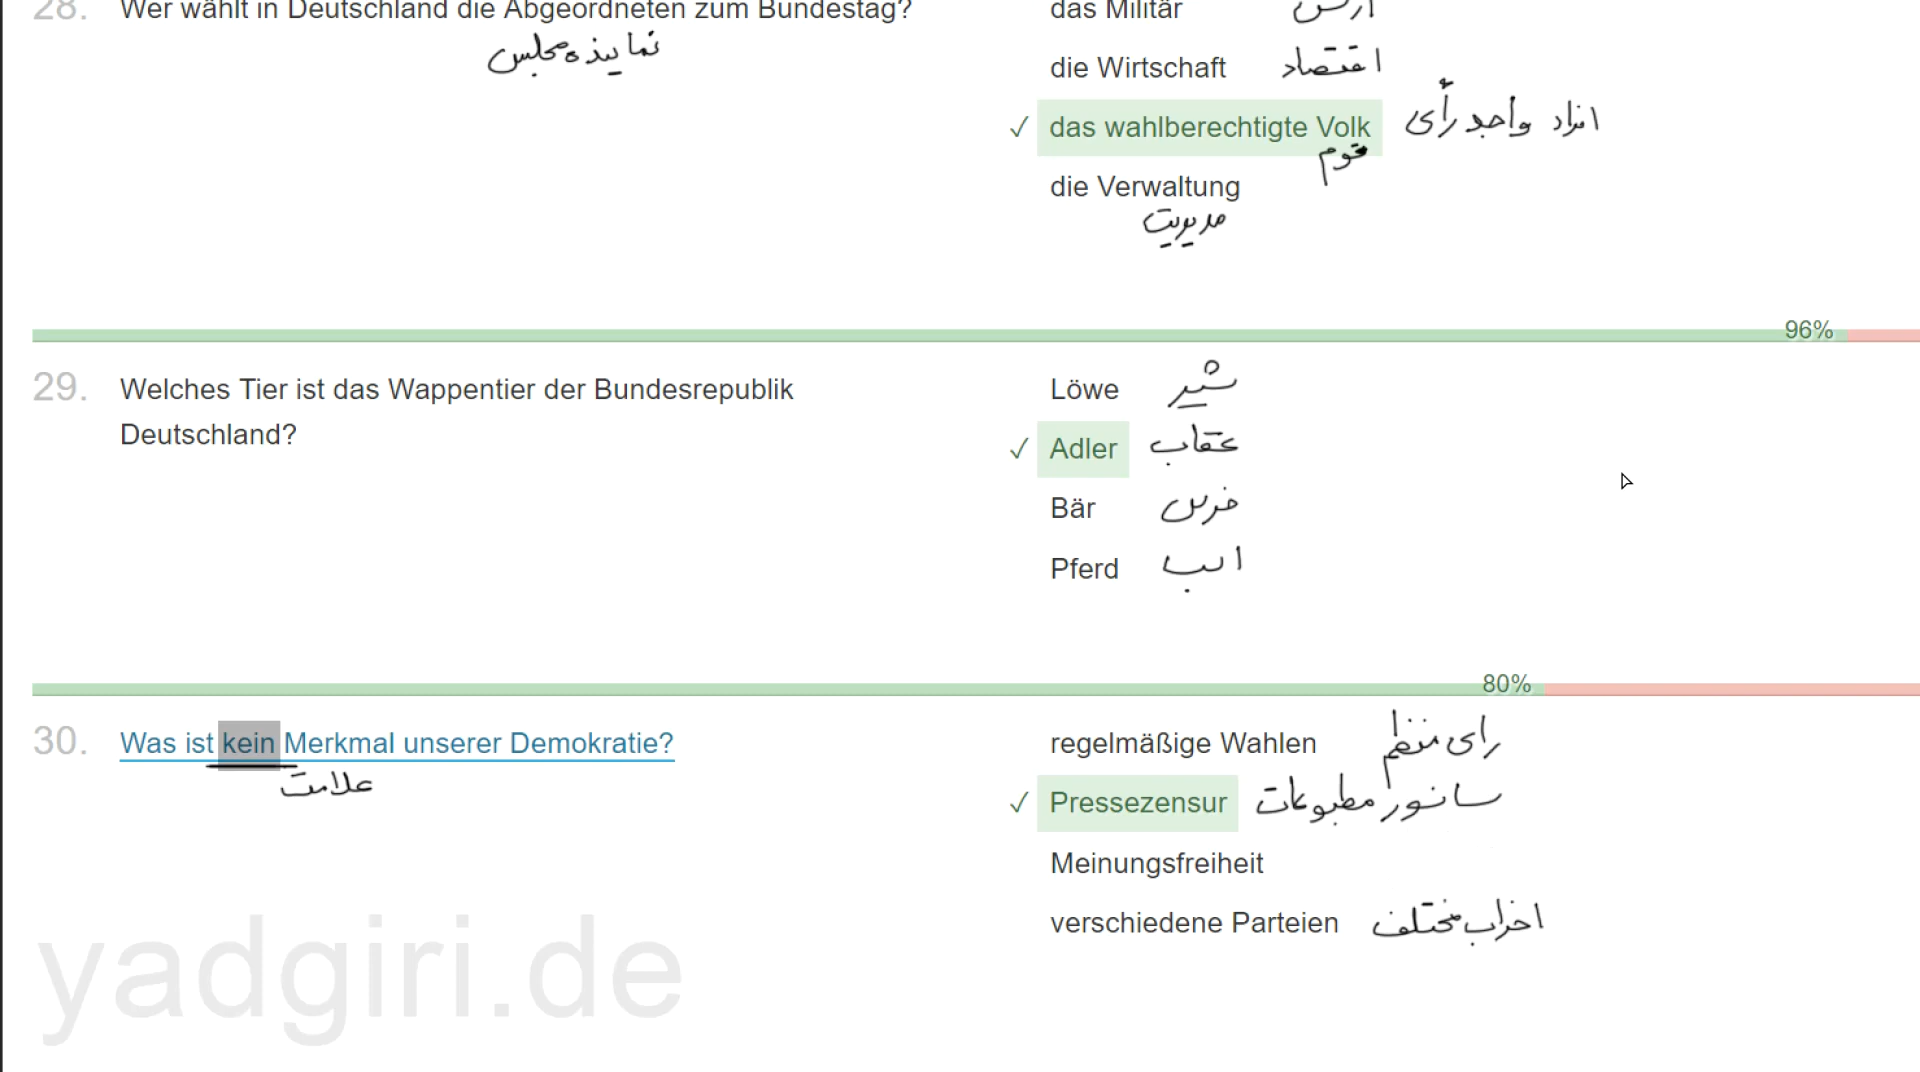 28. Wer wählt in Deutschland die Abgeordneten zum Bundestag?
نماینده مجلس
das Militär ارتش
die Wirtschaft اقتصاد
✓ das wahlberechtigte Volk افراد واجد رأی
قوم
die Verwaltung
مدیریت
96%
29. Welches Tier ist das Wappentier der Bundesrepublik
Deutschland?
Löwe شیر
✓ Adler عقاب
Bär خرس
Pferd اسب
80%
30. Was ist kein Merkmal unserer Demokratie?
علامت
regelmäßige Wahlen رای منظم
✓ Pressezensur سانسور مطبوعات
Meinungsfreiheit
verschiedene Parteien احزاب مختلف
yadgiri.de